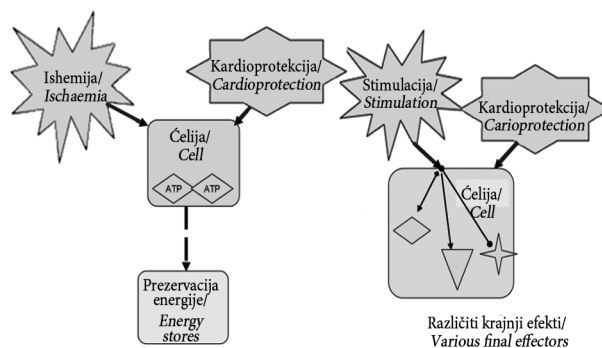 Ishemija/
Ischaemia
Kardioprotekcija/
Cardioprotection
Ćelija/
Cell
ATP ATP
Prezervacija
energije/
Energy
stores
Stimulacija/
Stimulation
Kardioprotekcija/
Carioprotection
Ćelija/
Cell
Različiti krajnji efekti/
Various final effectors